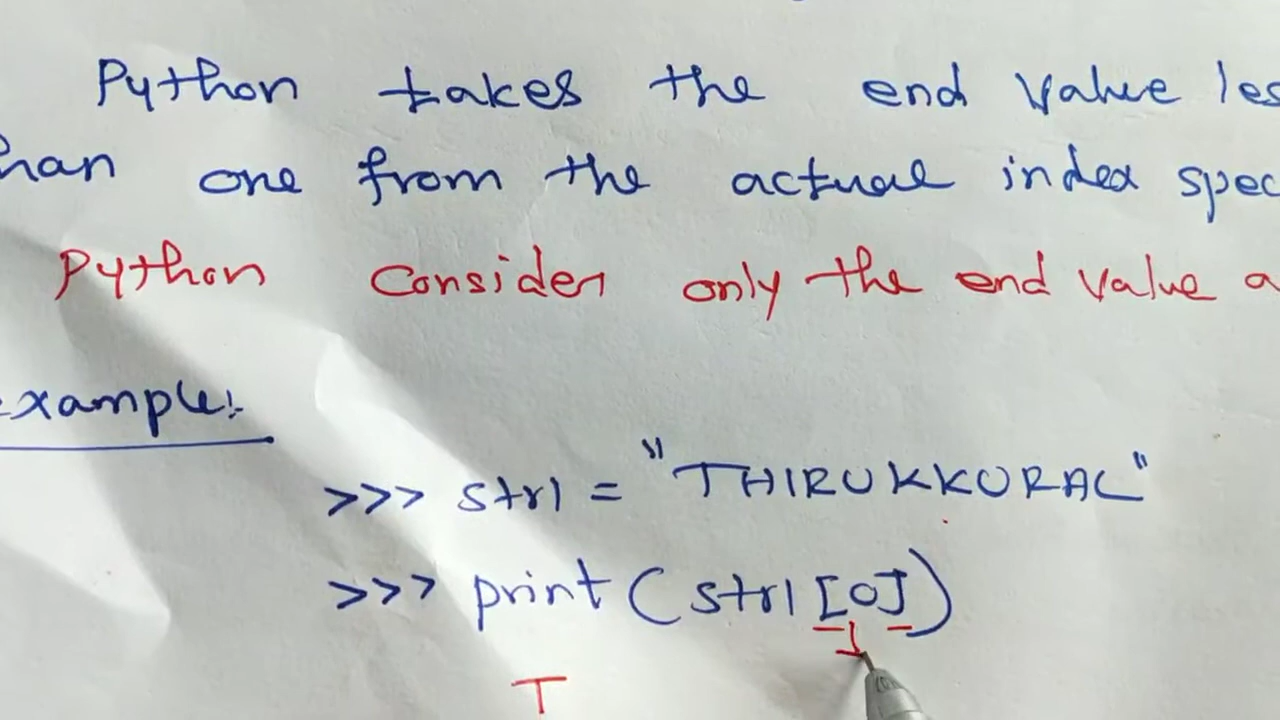 Python takes the end value les
han one from the actual index spec
Python Consider only the end value a
Example:
>>> str1 = "THIRUKKURAL"
>>> print(str1[0])
T